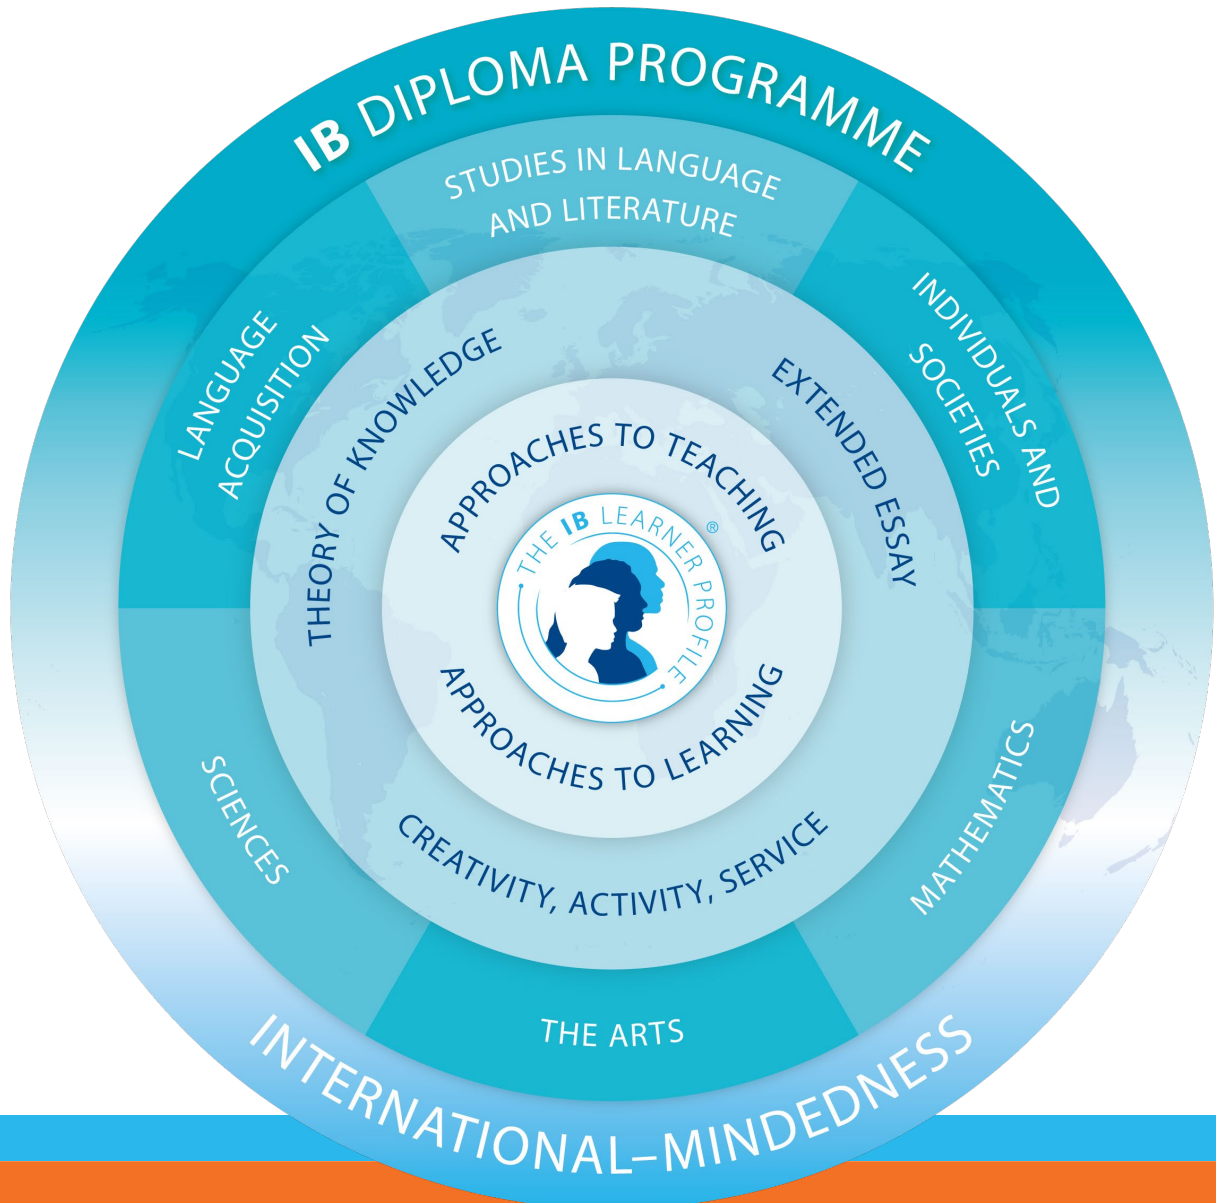 IB DIPLOMA PROGRAMME
STUDIES IN LANGUAGE
AND LITERATURE
LANGUAGE
ACQUISITION
INDIVIDUALS AND
SOCIETIES
THEORY OF KNOWLEDGE
EXTENDED ESSAY
APPROACHES TO TEACHING
THE IB LEARNER PROFILE
®
APPROACHES TO LEARNING
CREATIVITY, ACTIVITY, SERVICE
SCIENCES
MATHEMATICS
THE ARTS
INTERNATIONAL–MINDEDNESS